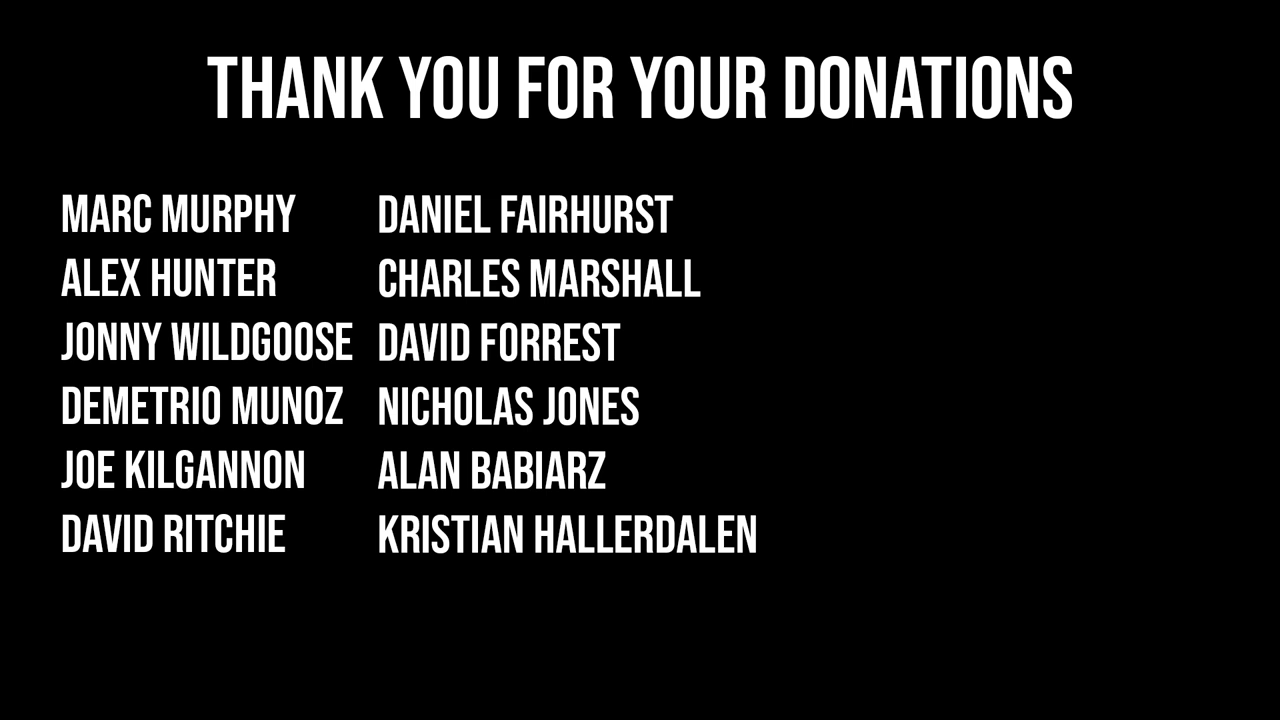 THANK YOU FOR YOUR DONATIONS
MARC MURPHY
ALEX HUNTER
JONNY WILDGOOSE
DEMETRIO MUNOZ
JOE KILGANNON
DAVID RITCHIE
DANIEL FAIRHURST
CHARLES MARSHALL
DAVID FORREST
NICHOLAS JONES
ALAN BABIARZ
KRISTIAN HALLERDALEN